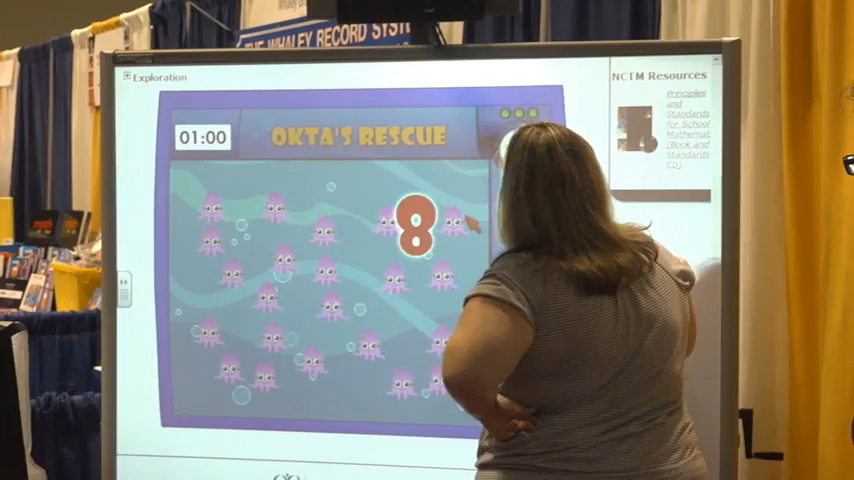 THE WHALEY RECORD SYST
Exploration
NCTM Resources
01:00
OKTA'S RESCUE
8
Principles
and
Standards
for School
Mathemat
(Book and
Standards
CD)